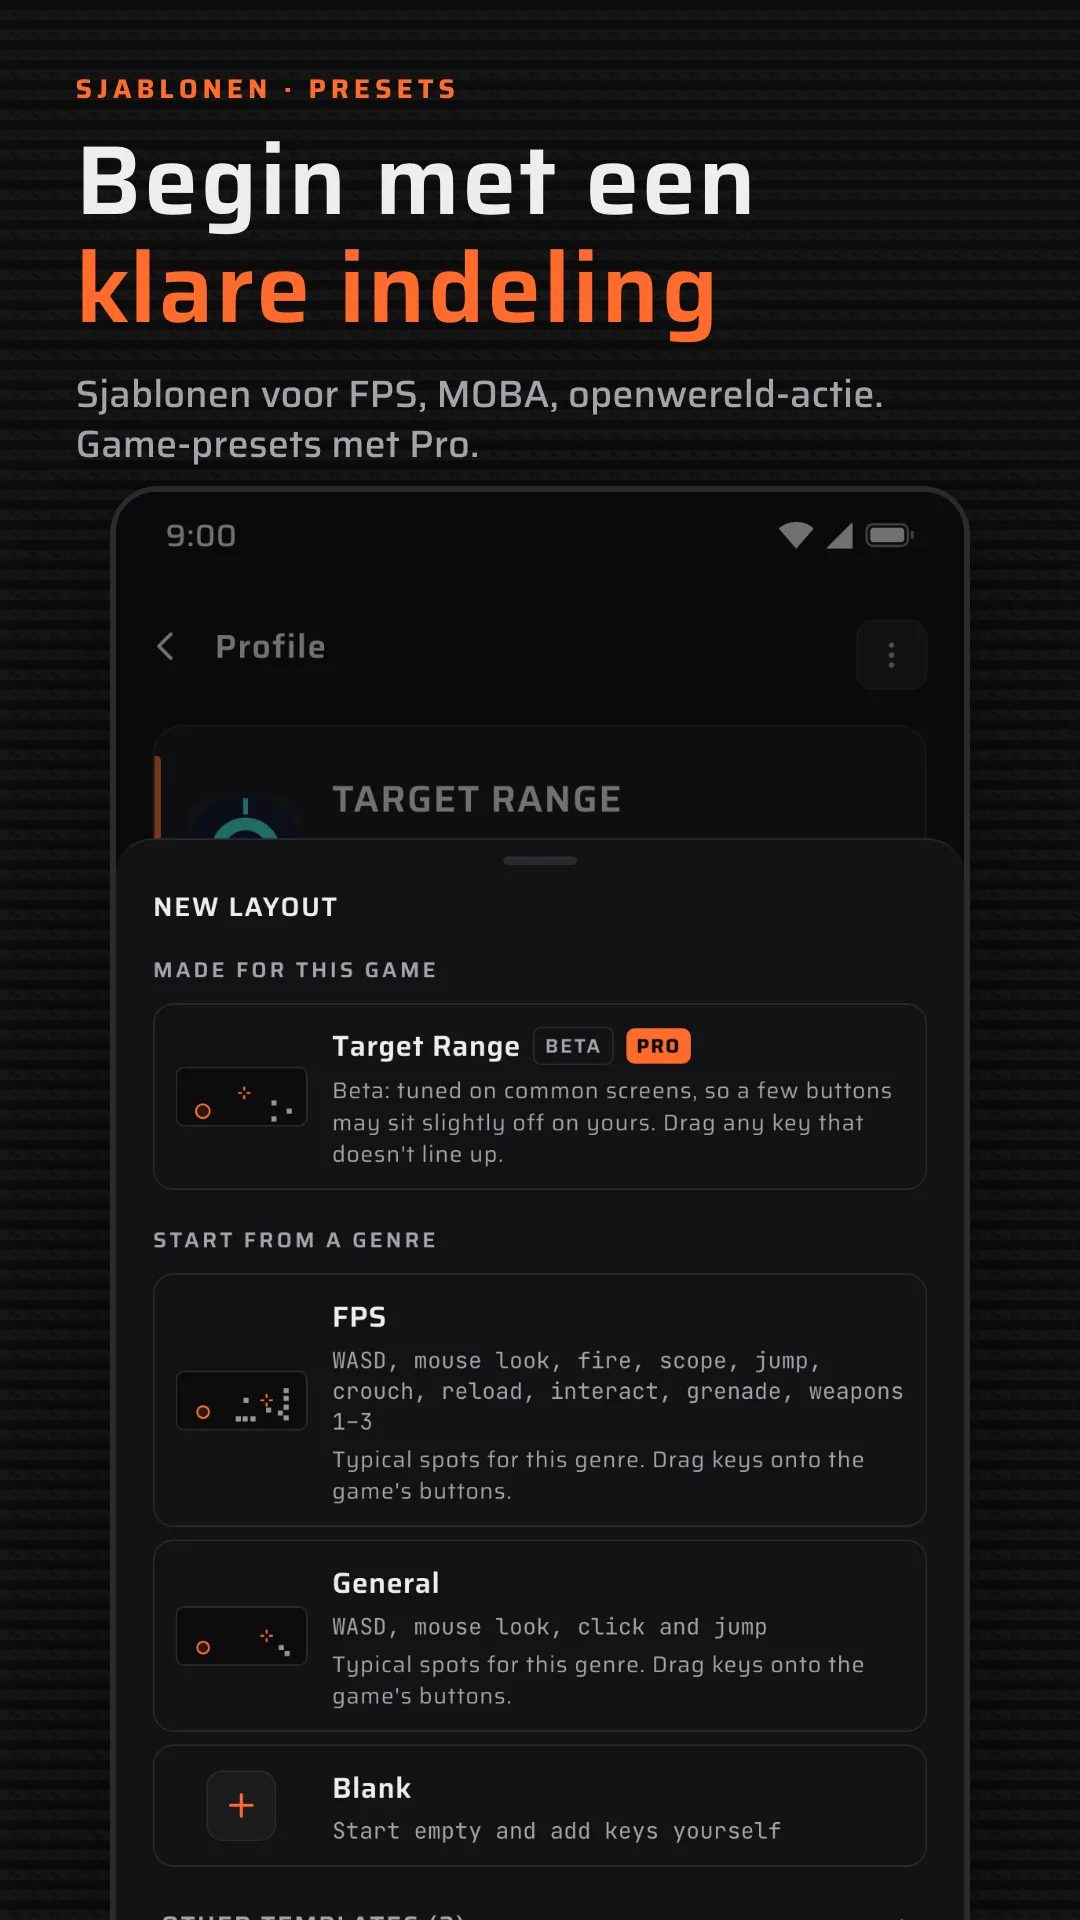 SJABLONEN · PRESETS
Begin met een
klare indeling
Sjablonen voor FPS, MOBA, openwereld-actie.
Game-presets met Pro.
9:00
Profile
TARGET RANGE
NEW LAYOUT
MADE FOR THIS GAME
Target Range BETA PRO
Beta: tuned on common screens, so a few buttons
may sit slightly off on yours. Drag any key that
doesn't line up.
START FROM A GENRE
FPS
WASD, mouse look, fire, scope, jump,
crouch, reload, interact, grenade, weapons
1–3
Typical spots for this genre. Drag keys onto the
game's buttons.
General
WASD, mouse look, click and jump
Typical spots for this genre. Drag keys onto the
game's buttons.
Blank
Start empty and add keys yourself
OTHER TEMPLATES (3)